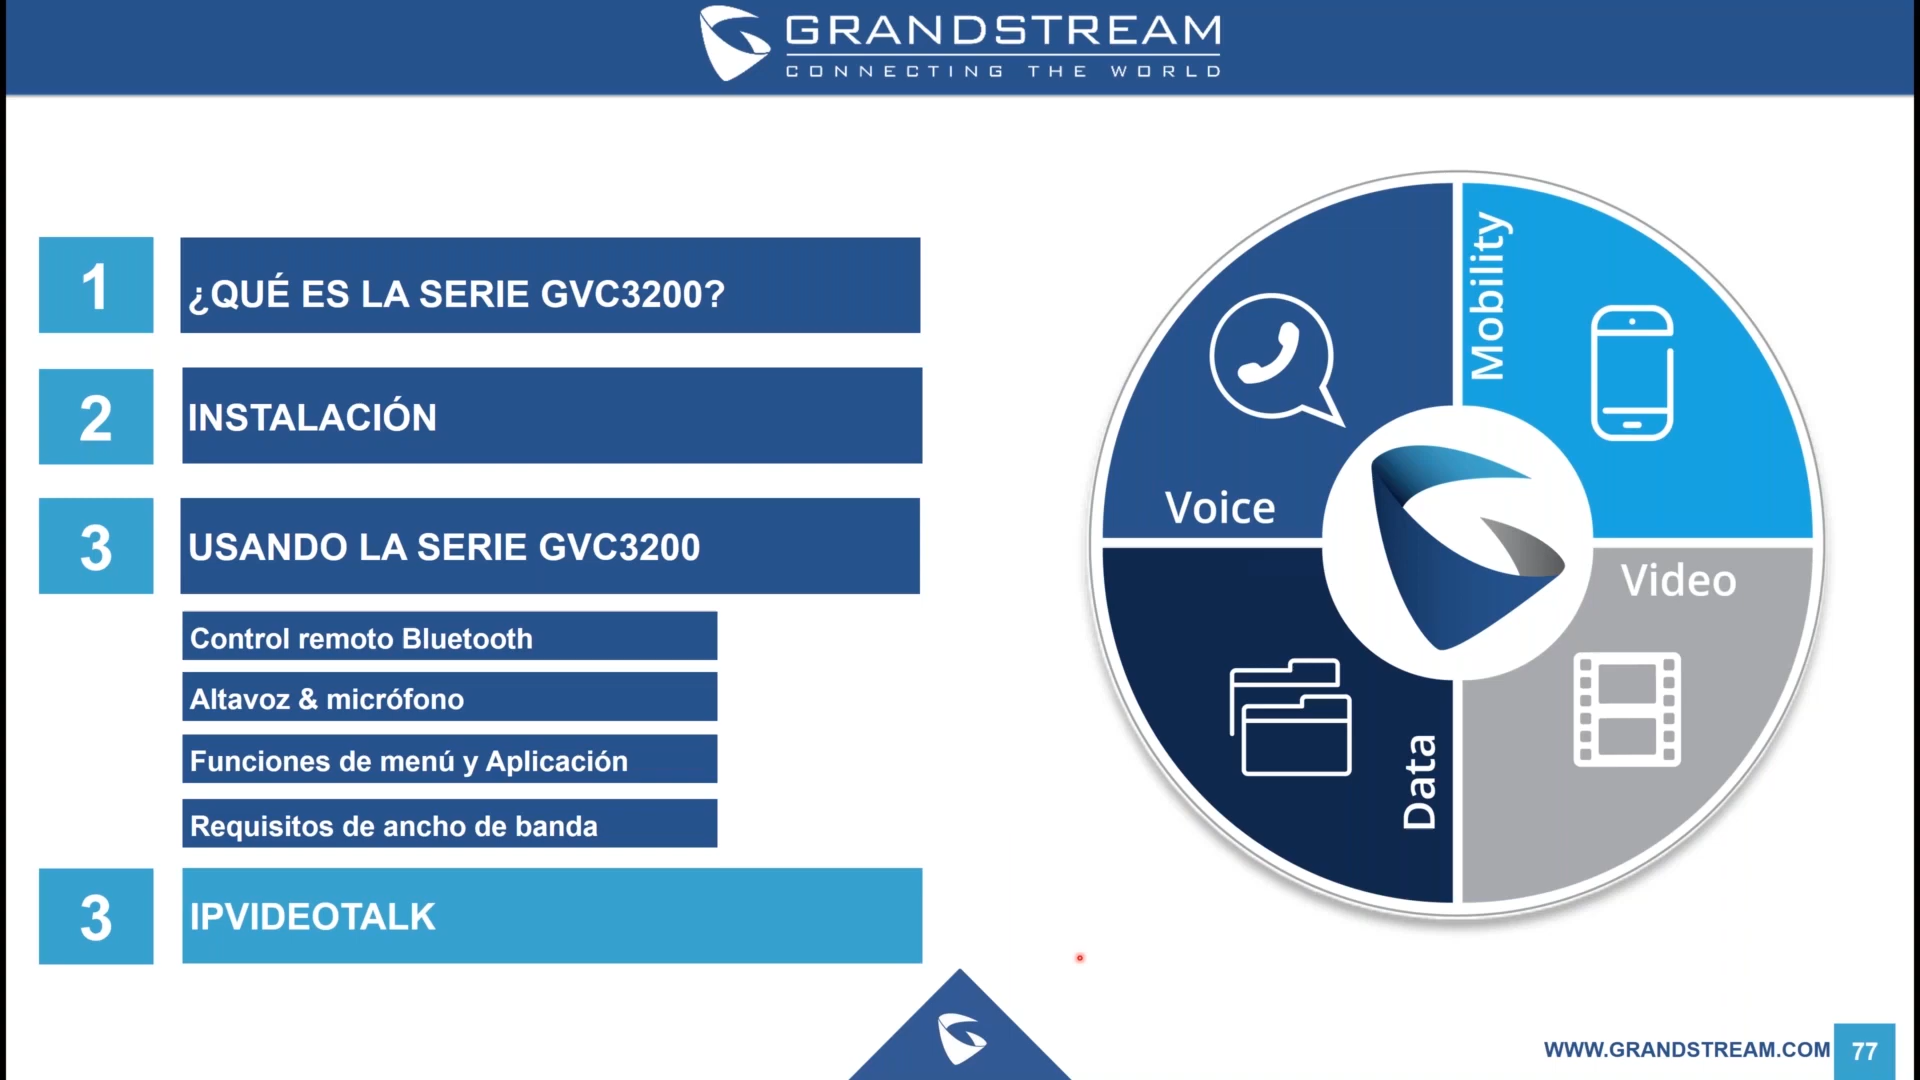 GRANDSTREAM
CONNECTING THE WORLD
1
¿QUÉ ES LA SERIE GVC3200?
2
INSTALACIÓN
3
USANDO LA SERIE GVC3200
Control remoto Bluetooth
Altavoz & micrófono
Funciones de menú y Aplicación
Requisitos de ancho de banda
3
IPVIDEOTALK
Voice
Mobility
Video
Data
WWW.GRANDSTREAM.COM
77